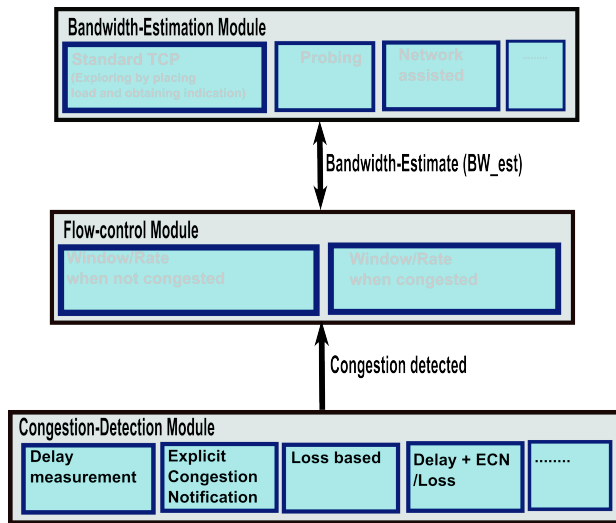 Bandwidth-Estimation Module
Standard TCP
(Exploring by placing
load and obtaining indication)
Probing
Network
assisted
.........
Bandwidth-Estimate (BW_est)
Flow-control Module
Window/Rate
when not congested
Window/Rate
when congested
Congestion detected
Congestion-Detection Module
Delay
measurement
Explicit
Congestion
Notification
Loss based
Delay + ECN
/Loss
........